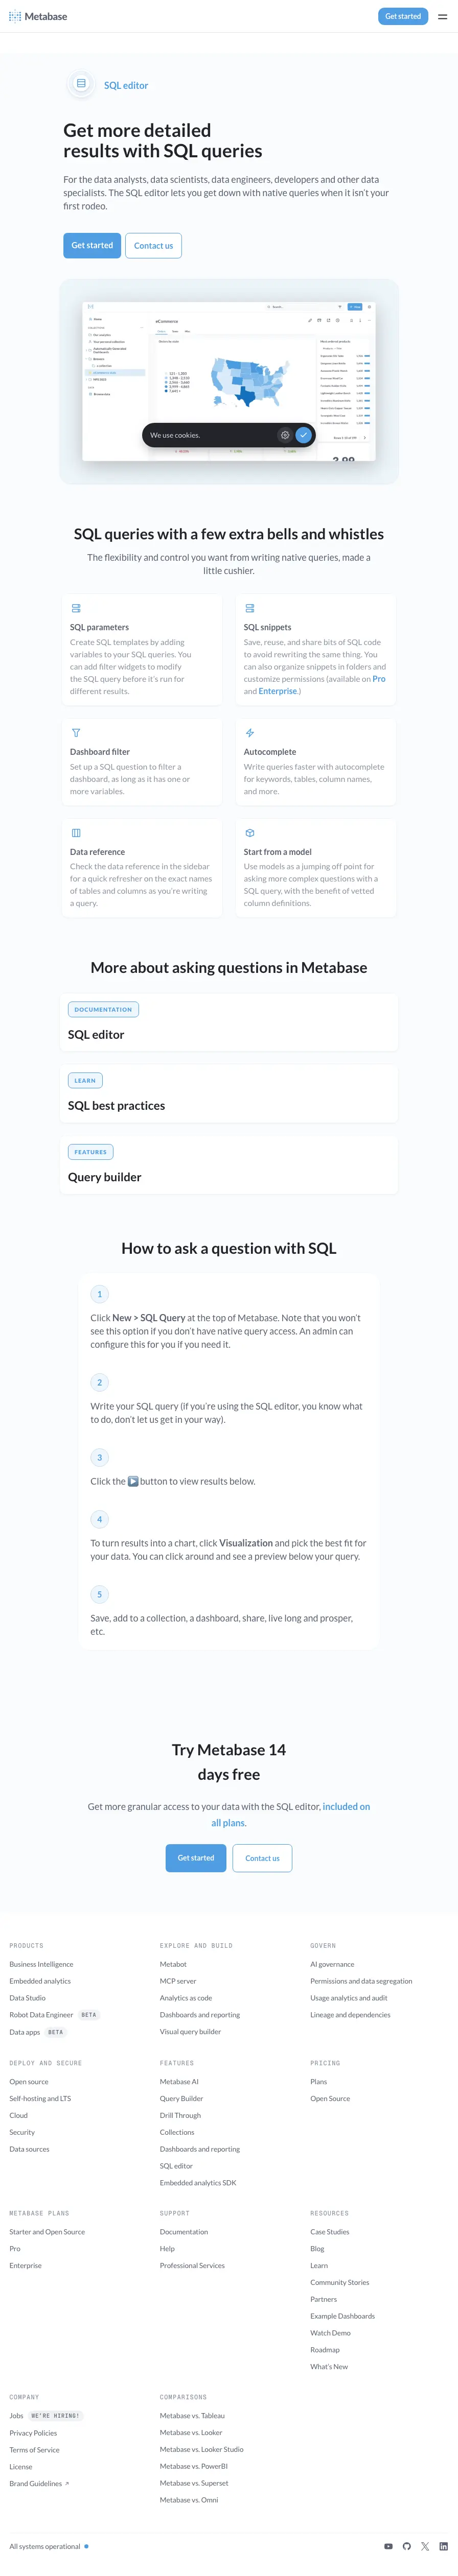 Metabase
Get started
SQL editor
Get more detailed
results with SQL queries
For the data analysts, data scientists, data engineers, developers and other data
specialists. The SQL editor lets you get down with native queries when it isn't your
first rodeo.
Get started
Contact us
eCommerce
We use cookies.
SQL queries with a few extra bells and whistles
The flexibility and control you want from writing native queries, made a
little cushier.
SQL parameters
Create SQL templates by adding
variables to your SQL queries. You
can add filter widgets to modify
the SQL query before it's run for
different results.
SQL snippets
Save, reuse, and share bits of SQL code
to avoid rewriting the same thing. You
can also organize snippets in folders and
customize permissions (available on Pro
and Enterprise.)
Dashboard filter
Set up a SQL question to filter a
dashboard, as long as it has one or
more variables.
Autocomplete
Write queries faster with autocomplete
for keywords, tables, column names,
and more.
Data reference
Check the data reference in the sidebar
for a quick refresher on the exact names
of tables and columns as you're writing
a query.
Start from a model
Use models as a jumping off point for
asking more complex questions with a
SQL query, with the benefit of vetted
column definitions.
More about asking questions in Metabase
DOCUMENTATION
SQL editor
LEARN
SQL best practices
FEATURES
Query builder
How to ask a question with SQL
1
Click New > SQL Query at the top of Metabase. Note that you won't
see this option if you don't have native query access. An admin can
configure this for you if you need it.
2
Write your SQL query (if you're using the SQL editor, you know what
to do, don't let us get in your way).
3
Click the ▶️ button to view results below.
4
To turn results into a chart, click Visualization and pick the best fit for
your data. You can click around and see a preview below your query.
5
Save, add to a collection, a dashboard, share, live long and prosper,
etc.
Try Metabase 14
days free
Get more granular access to your data with the SQL editor, included on
all plans.
Get started
Contact us
PRODUCTS
Business Intelligence
Embedded analytics
Data Studio
Robot Data Engineer BETA
Data apps BETA
EXPLORE AND BUILD
Metabot
MCP server
Analytics as code
Dashboards and reporting
Visual query builder
GOVERN
AI governance
Permissions and data segregation
Usage analytics and audit
Lineage and dependencies
DEPLOY AND SECURE
Open source
Self-hosting and LTS
Cloud
Security
Data sources
FEATURES
Metabase AI
Query Builder
Drill Through
Collections
Dashboards and reporting
SQL editor
Embedded analytics SDK
PRICING
Plans
Open Source
METABASE PLANS
Starter and Open Source
Pro
Enterprise
SUPPORT
Documentation
Help
Professional Services
RESOURCES
Case Studies
Blog
Learn
Community Stories
Partners
Example Dashboards
Watch Demo
Roadmap
What's New
COMPANY
Jobs WE'RE HIRING!
Privacy Policies
Terms of Service
License
Brand Guidelines ↗
COMPARISONS
Metabase vs. Tableau
Metabase vs. Looker
Metabase vs. Looker Studio
Metabase vs. PowerBI
Metabase vs. Superset
Metabase vs. Omni
All systems operational